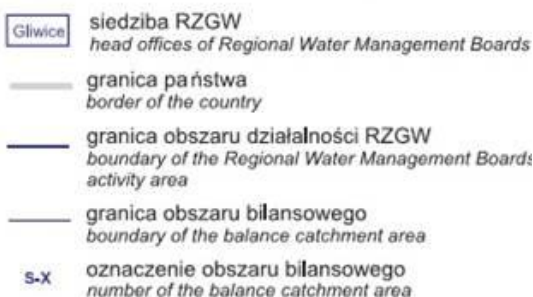 Gliwice siedziba RZGW
head offices of Regional Water Management Boards
granica państwa
border of the country
granica obszaru działalności RZGW
boundary of the Regional Water Management Boards
activity area
granica obszaru bilansowego
boundary of the balance catchment area
S-X oznaczenie obszaru bilansowego
number of the balance catchment area